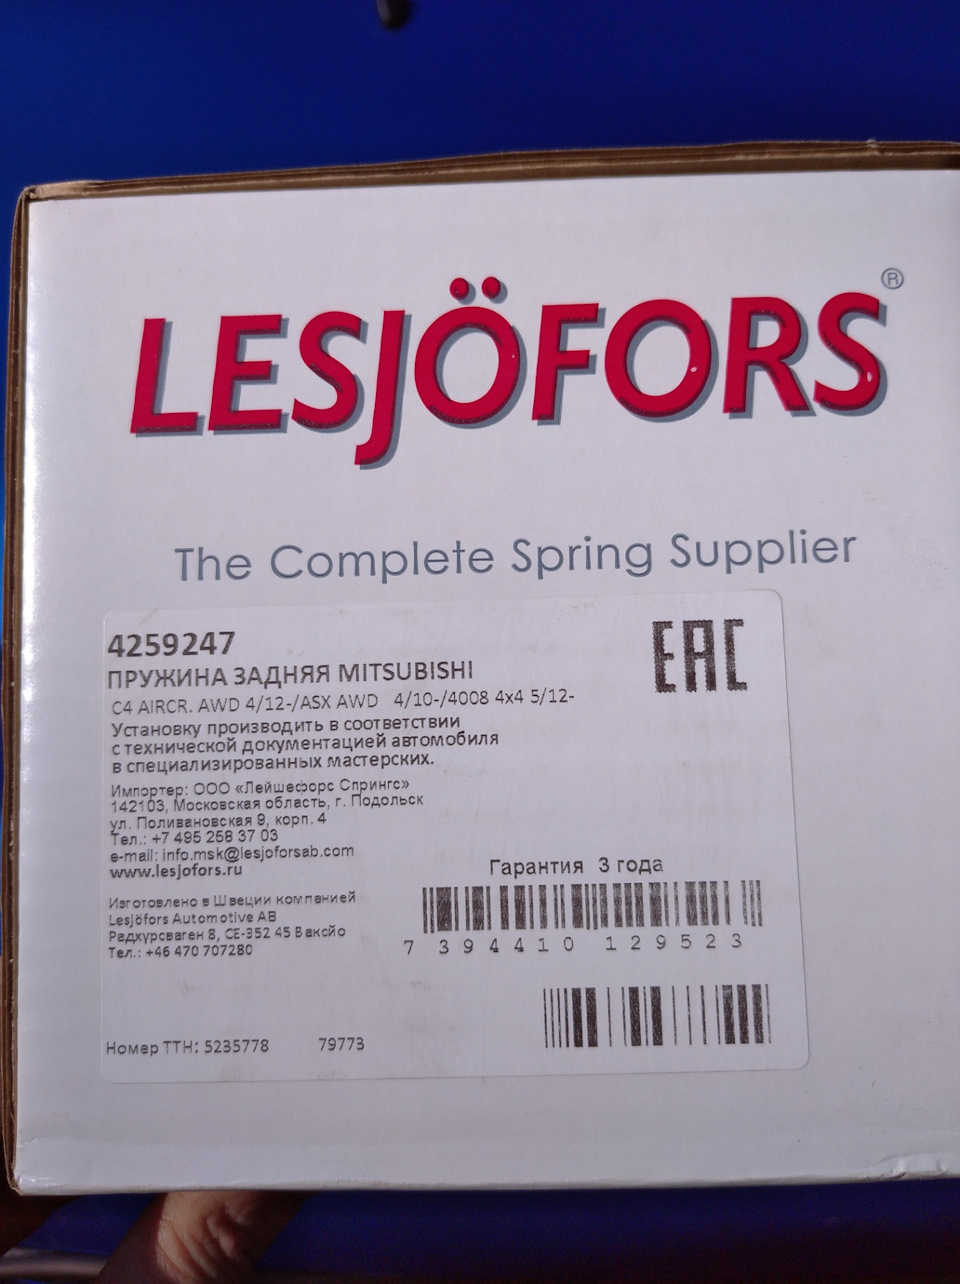 LESJÖFORS®
The Complete Spring Supplier
4259247
EAC
ПРУЖИНА ЗАДНЯЯ MITSUBISHI
C4 AIRCR. AWD 4/12-/ASX AWD 4/10-/4008 4x4 5/12-
Установку производить в соответствии
с технической документацией автомобиля
в специализированных мастерских.
Импортер: ООО «Лейшефорс Спрингс»
142103, Московская область, г. Подольск
ул. Поливановская 9, корп. 4
Тел.: +7 495 258 37 03
e-mail: info.msk@lesjoforsab.com
www.lesjofors.ru
Гарантия 3 года
Изготовлено в Швеции компанией
Lesjöfors Automotive AB
Редхурсваген 8, CE-352 45 Ваксйо
Тел.: +46 470 707280
7 394410 129523
Номер ТТН: 5235778 79773